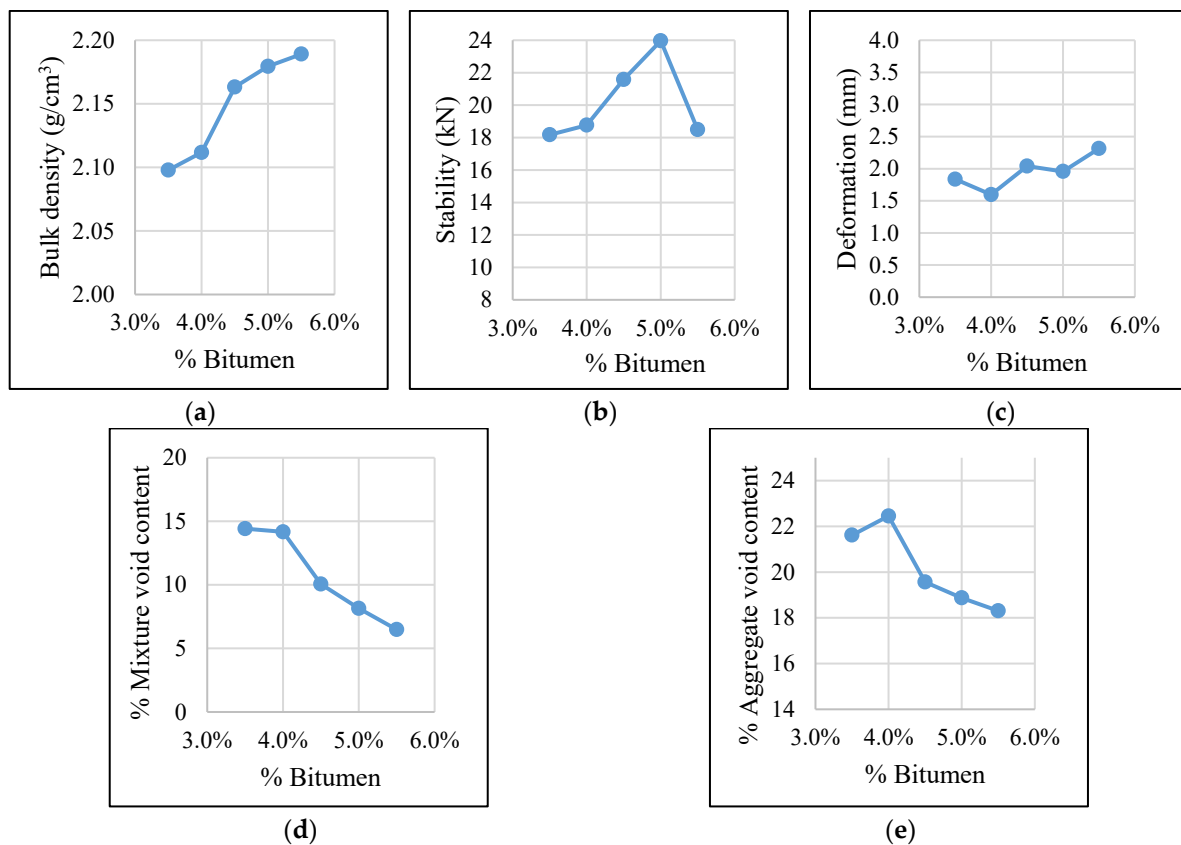 Bulk density (g/cm³)
2.20
2.15
2.10
2.05
2.00
3.0% 4.0% 5.0% 6.0%
% Bitumen
(a)
Stability (kN)
24
22
20
18
16
14
12
10
8
3.0% 4.0% 5.0% 6.0%
% Bitumen
(b)
Deformation (mm)
4.0
3.5
3.0
2.5
2.0
1.5
1.0
0.5
0.0
3.0% 4.0% 5.0% 6.0%
% Bitumen
(c)
% Mixture void content
20
15
10
5
0
3.0% 4.0% 5.0% 6.0%
% Bitumen
(d)
% Aggregate void content
24
22
20
18
16
14
3.0% 4.0% 5.0% 6.0%
% Bitumen
(e)